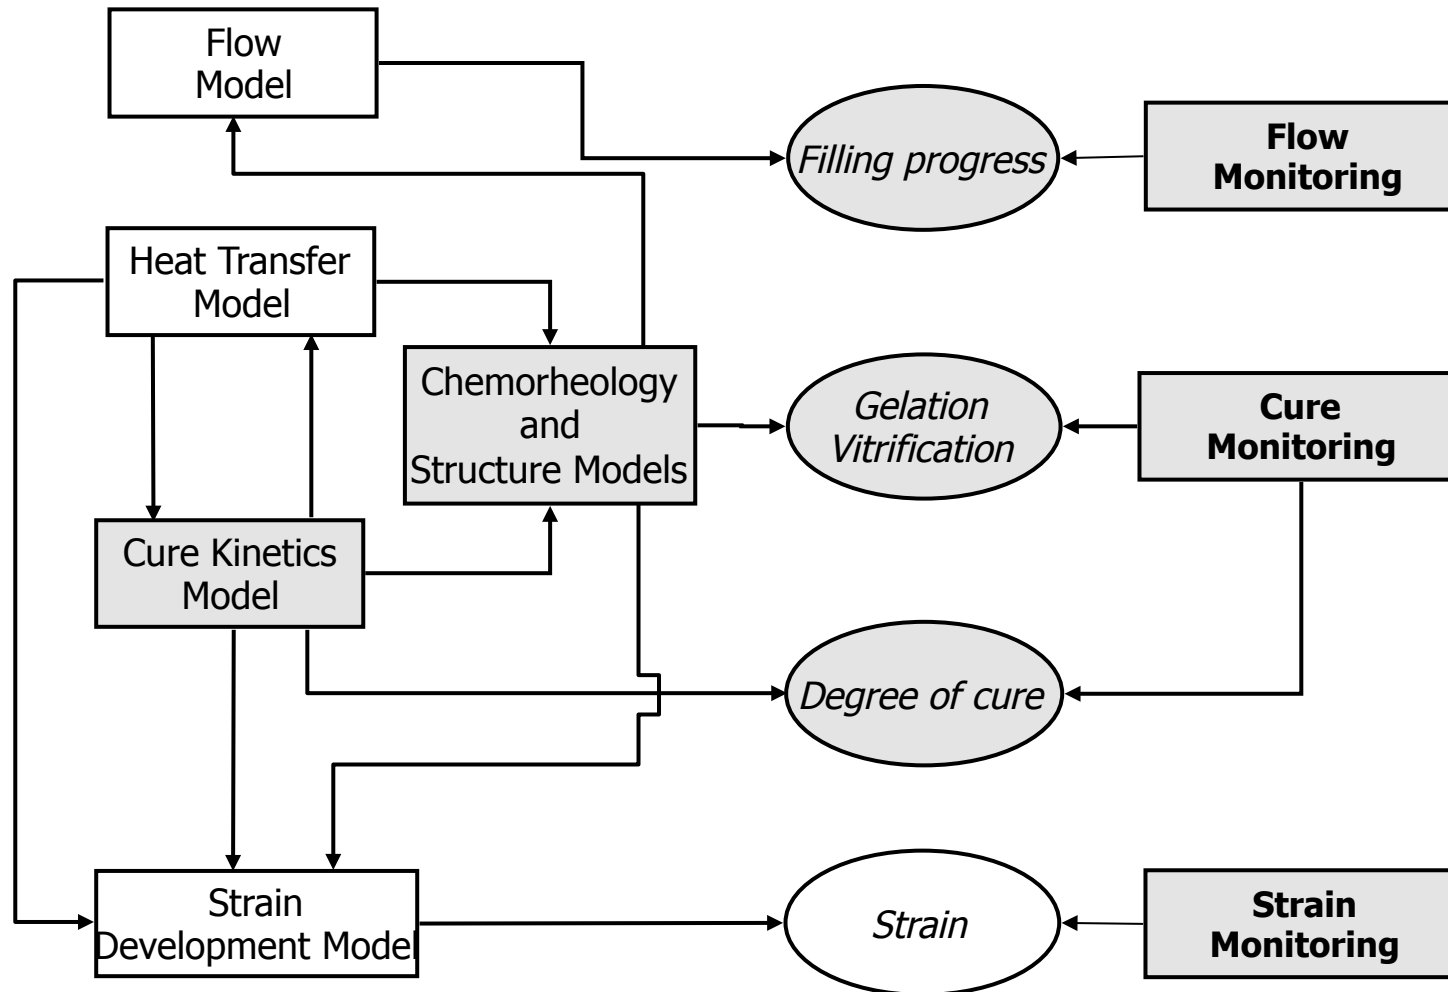 Flow
Model
Filling progress
Flow
Monitoring
Heat Transfer
Model
Chemorheology
and
Structure Models
Gelation
Vitrification
Cure
Monitoring
Cure Kinetics
Model
Degree of cure
Strain
Development Model
Strain
Strain
Monitoring